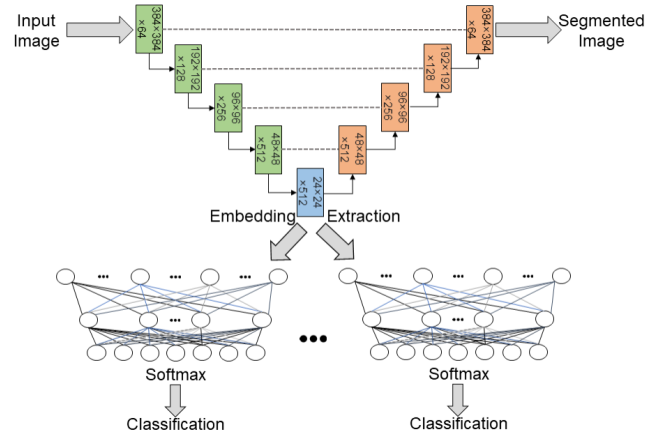 Input
Image
384×384
×64
384×384
×64
Segmented
Image
192×192
×128
192×192
×128
96×96
×256
96×96
×256
48×48
×512
48×48
×512
24×24
×512
Embedding Extraction
Softmax
Softmax
Classification
Classification